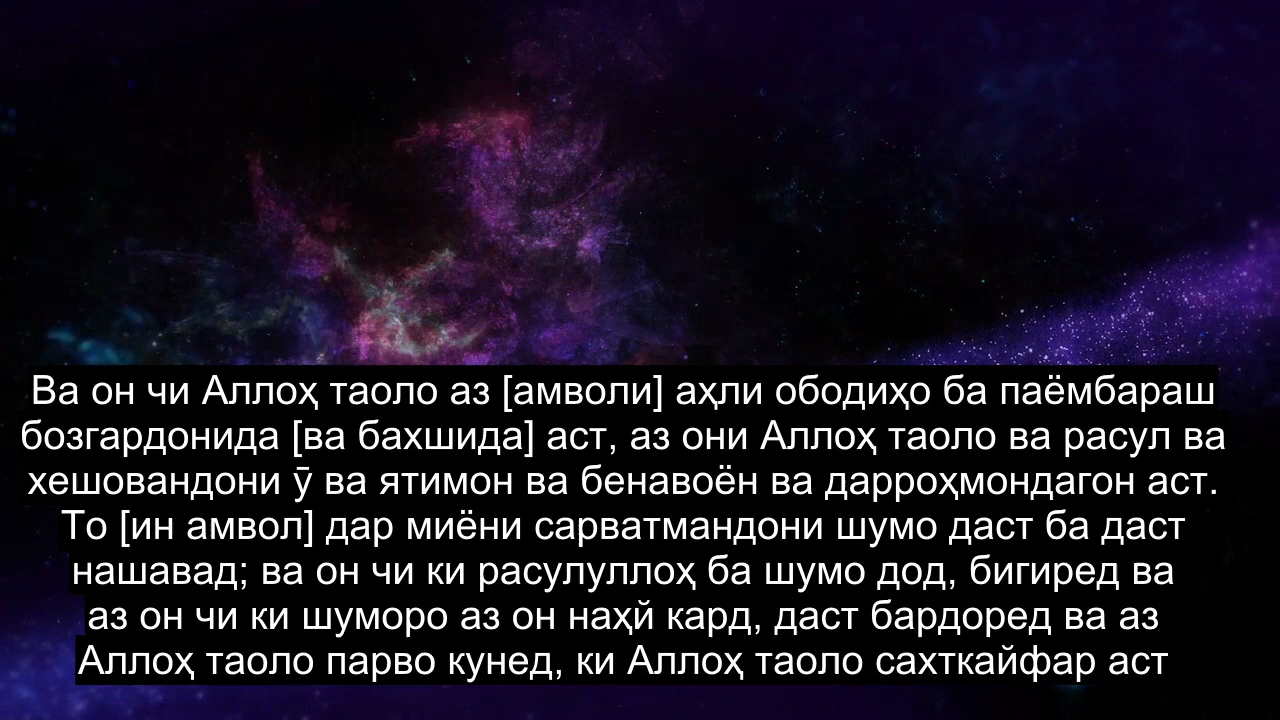 Ва он чи Аллоҳ таоло аз [амволи] аҳли ободиҳо ба паёмбараш
бозгардонида [ва бахшида] аст, аз они Аллоҳ таоло ва расул ва
хешовандони ӯ ва ятимон ва бенавоён ва дарроҳмондагон аст.
То [ин амвол] дар миёни сарватмандони шумо даст ба даст
нашавад; ва он чи ки расулуллоҳ ба шумо дод, бигиред ва
аз он чи ки шуморо аз он наҳй кард, даст бардоред ва аз
Аллоҳ таоло парво кунед, ки Аллоҳ таоло сахткайфар аст